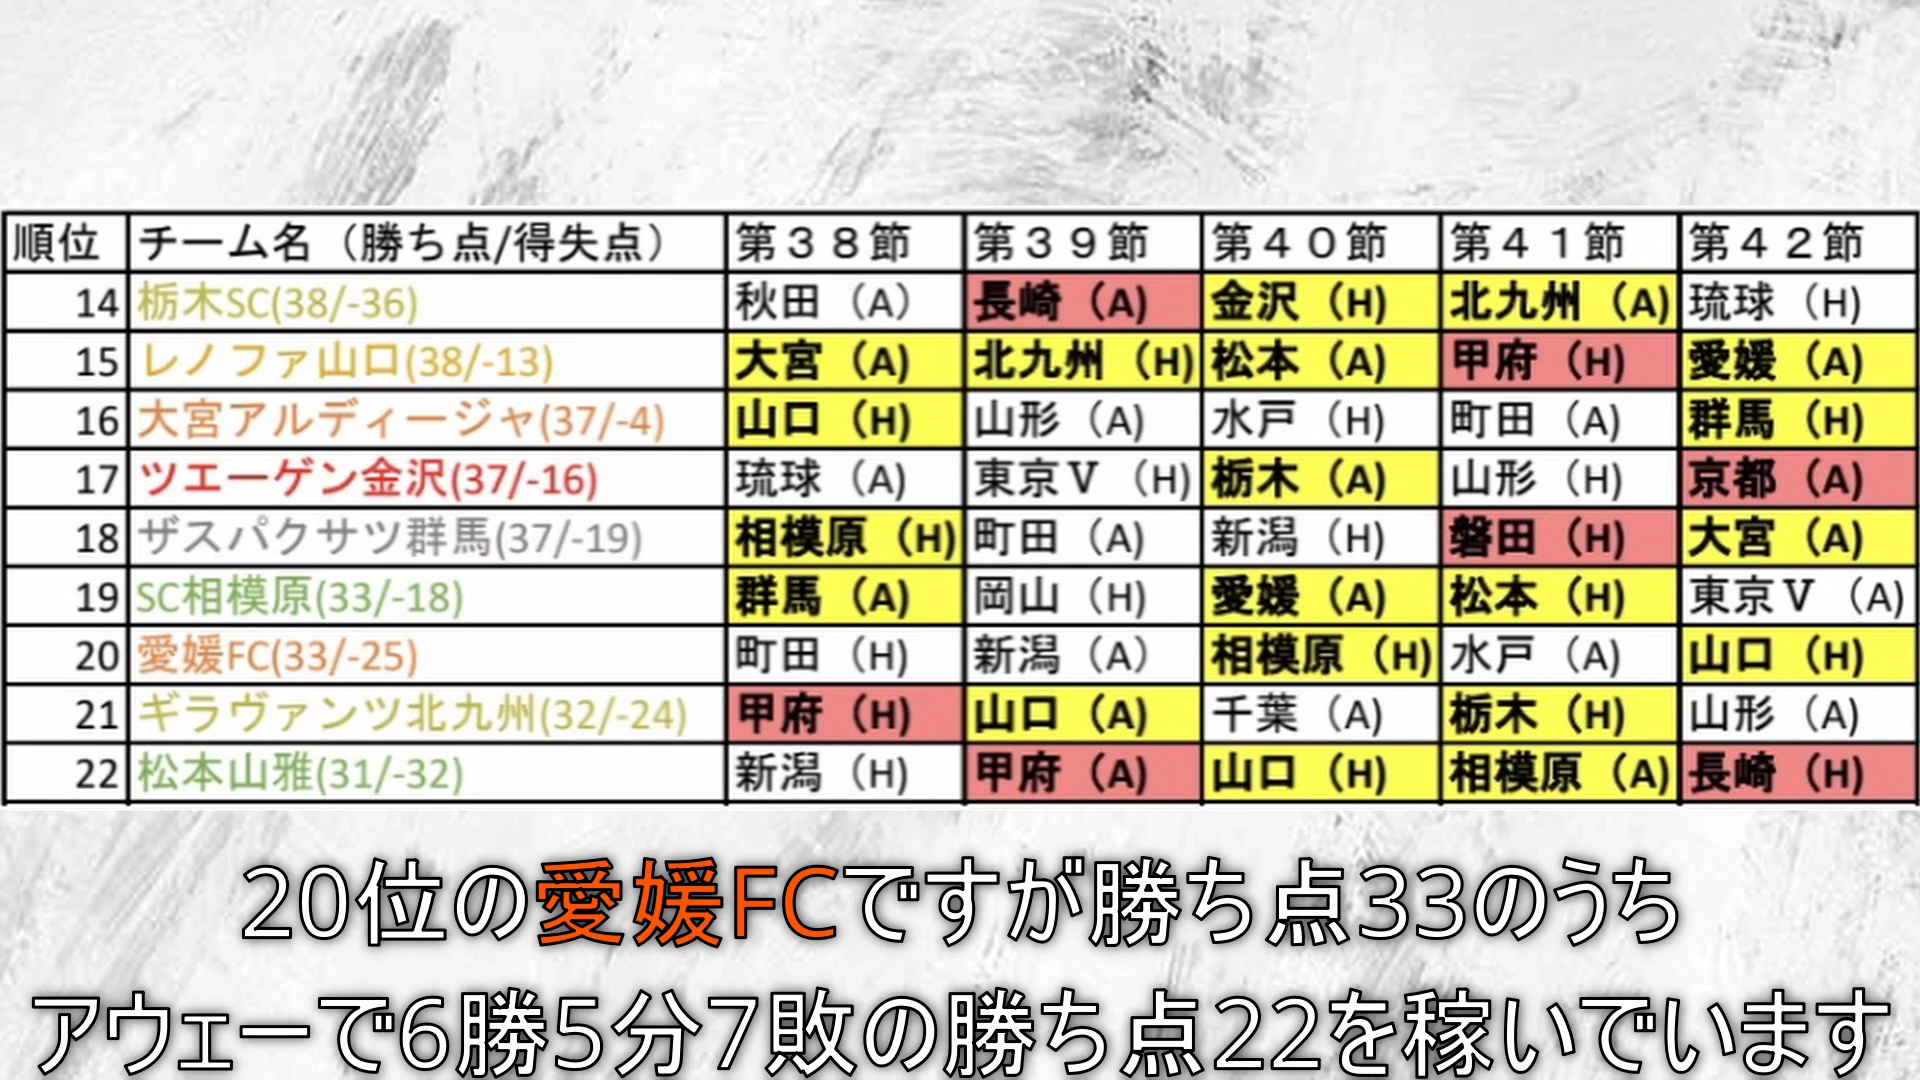 順位 チーム名（勝ち点/得失点） 第３８節 第３９節 第４０節 第４１節 第４２節
14 栃木SC(38/-36) 秋田（A） 長崎（A) 金沢（H) 北九州（A) 琉球（H)
15 レノファ山口(38/-13) 大宮（A) 北九州（H) 松本（A) 甲府（H) 愛媛（A)
16 大宮アルディージャ(37/-4) 山口（H) 山形（A) 水戸（H) 町田（A) 群馬（H)
17 ツエーゲン金沢(37/-16) 琉球（A) 東京Ｖ（H) 栃木（A) 山形（H) 京都（A)
18 ザスパクサツ群馬(37/-19) 相模原（H) 町田（A) 新潟（H) 磐田（H) 大宮（A)
19 SC相模原(33/-18) 群馬（A) 岡山（H) 愛媛（A) 松本（H) 東京Ｖ（A)
20 愛媛FC(33/-25) 町田（H) 新潟（A） 相模原（H) 水戸（A) 山口（H)
21 ギラヴァンツ北九州(32/-24) 甲府（H) 山口（A) 千葉（A) 栃木（H) 山形（A)
22 松本山雅(31/-32) 新潟（H) 甲府（A) 山口（H) 相模原（A) 長崎（H)
20位の愛媛FCですが勝ち点33のうち
アウェーで6勝5分7敗の勝ち点22を稼いでいます